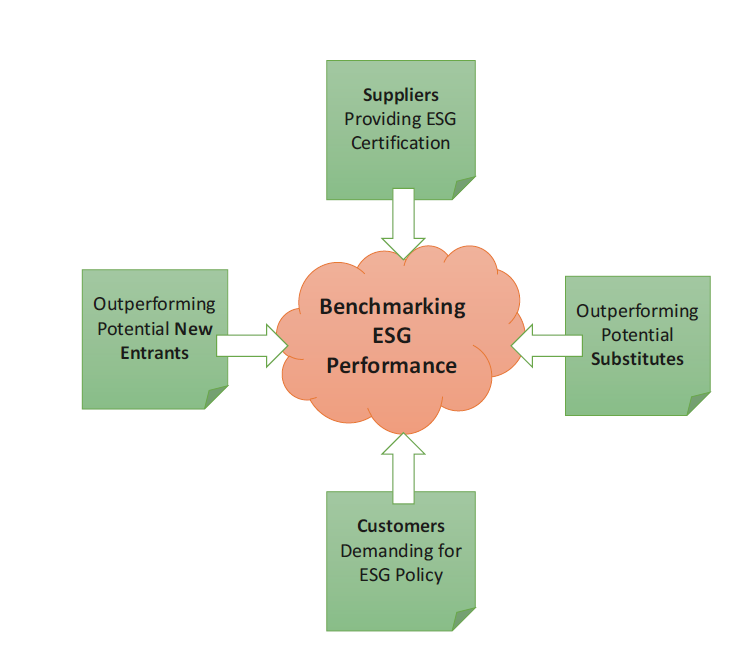 Suppliers
Providing ESG
Certification
Outperforming
Potential New
Entrants
Benchmarking
ESG
Performance
Outperforming
Potential
Substitutes
Customers
Demanding for
ESG Policy